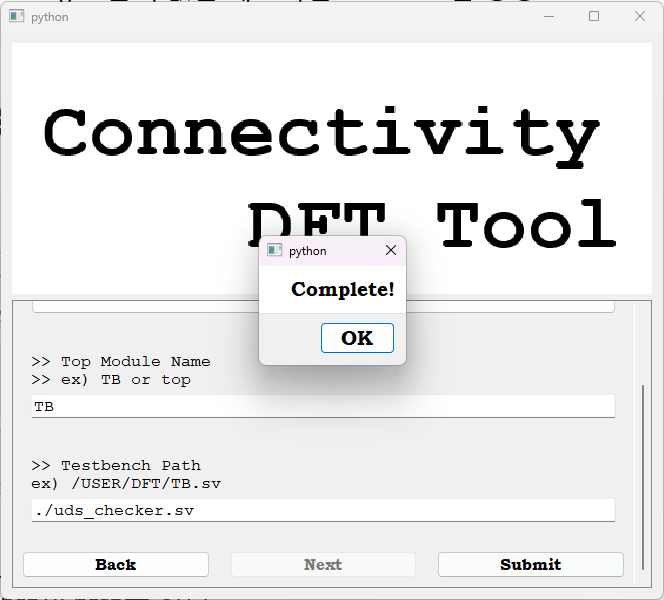 python
Connectivity
DFT Tool
python
Complete!
OK
>> Top Module Name
>> ex) TB or top
TB
>> Testbench Path
ex) /USER/DFT/TB.sv
./uds_checker.sv
Back
Next
Submit